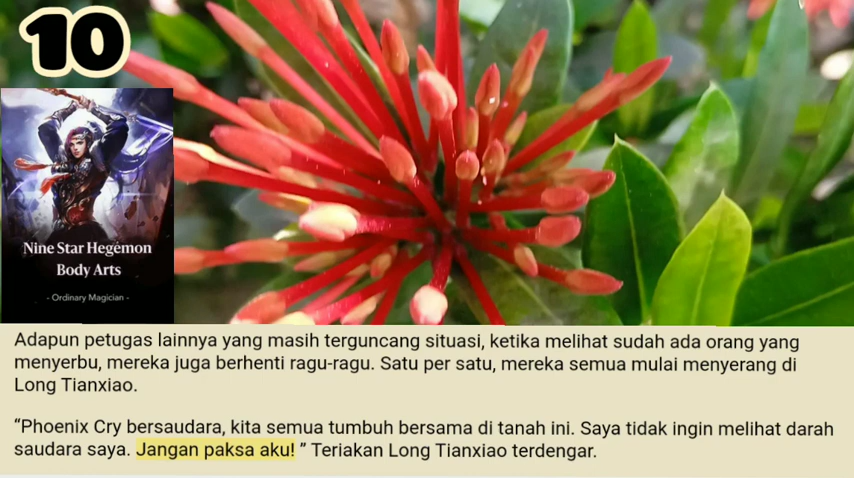 10
Nine Star Hegemon
Body Arts
- Ordinary Magician -
Adapun petugas lainnya yang masih terguncang situasi, ketika melihat sudah ada orang yang
menyerbu, mereka juga berhenti ragu-ragu. Satu per satu, mereka semua mulai menyerang di
Long Tianxiao.
“Phoenix Cry bersaudara, kita semua tumbuh bersama di tanah ini. Saya tidak ingin melihat darah
saudara saya. Jangan paksa aku! ” Teriakan Long Tianxiao terdengar.